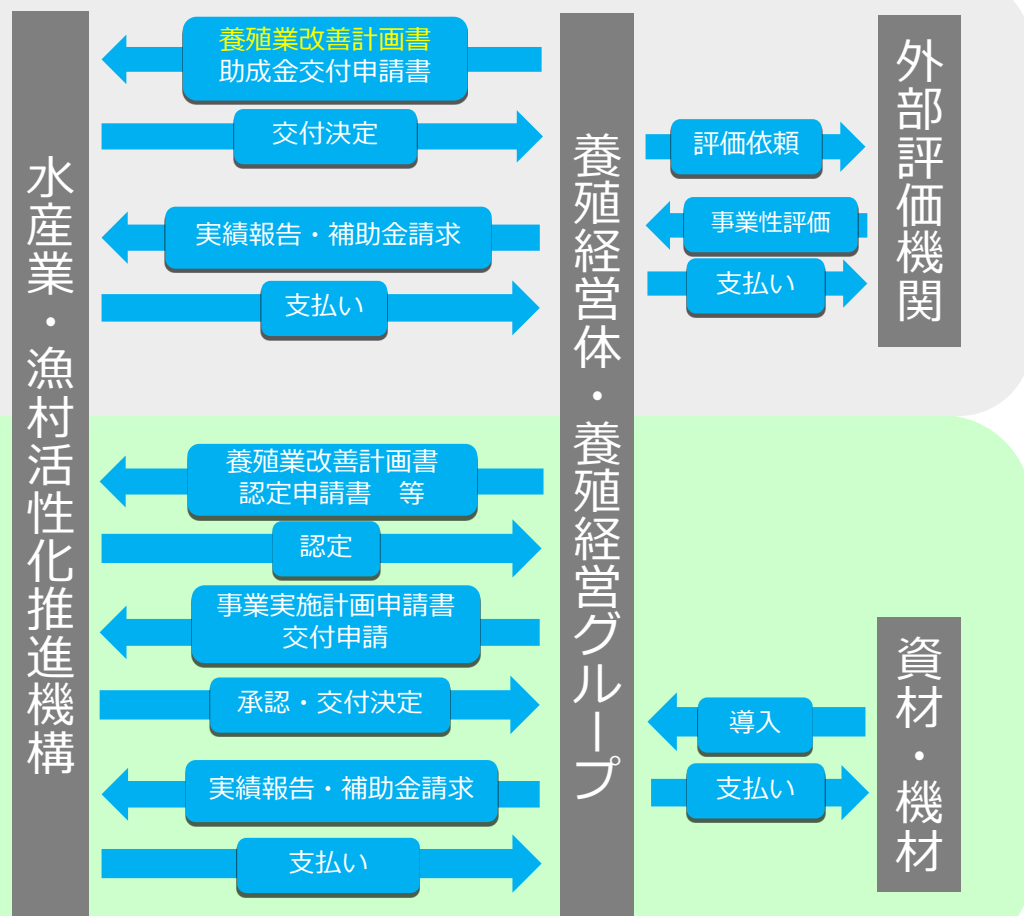 水産業・漁村活性化推進機構
養殖業改善計画書
助成金交付申請書
交付決定
実績報告・補助金請求
支払い
養殖業改善計画書
認定申請書　等
認定
事業実施計画申請書
交付申請
承認・交付決定
実績報告・補助金請求
支払い
養殖経営体・養殖経営グループ
評価依頼
事業性評価
支払い
導入
支払い
外部評価機関
資材・機材